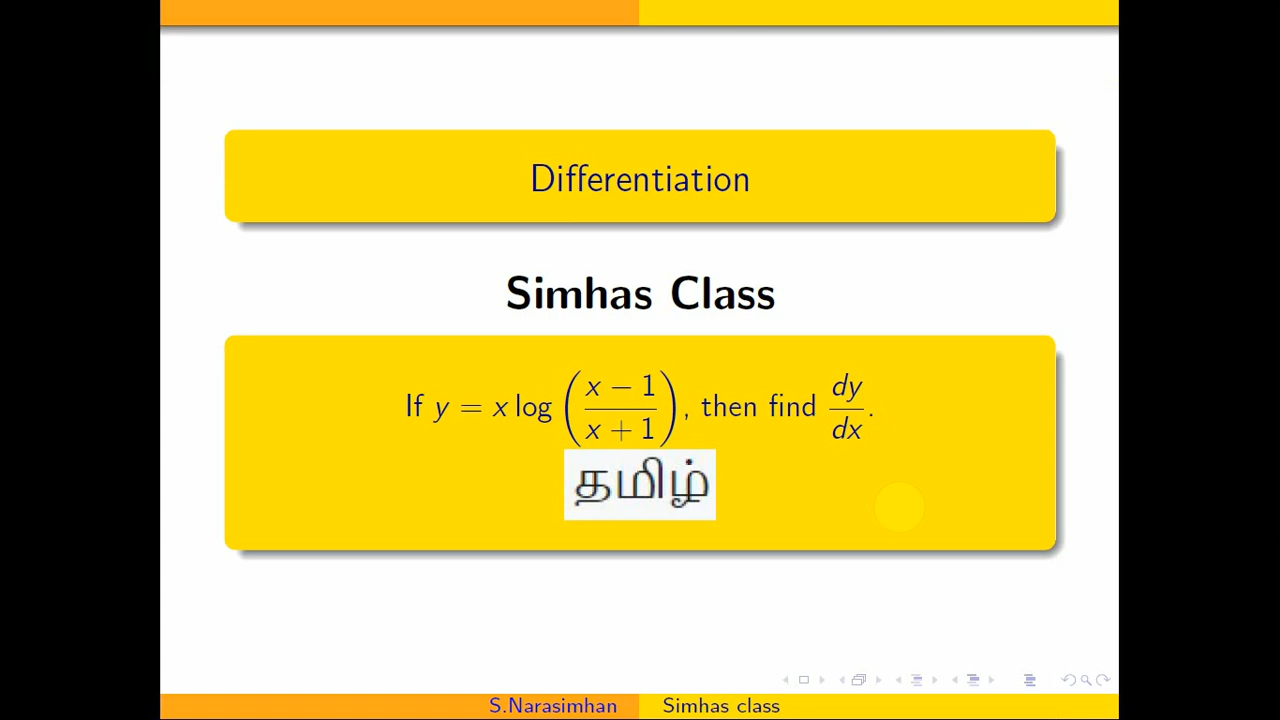 Differentiation
Simhas Class
If y = x log ( (x − 1) / (x + 1) ), then find dy/dx.
தமிழ்
S.Narasimhan Simhas class